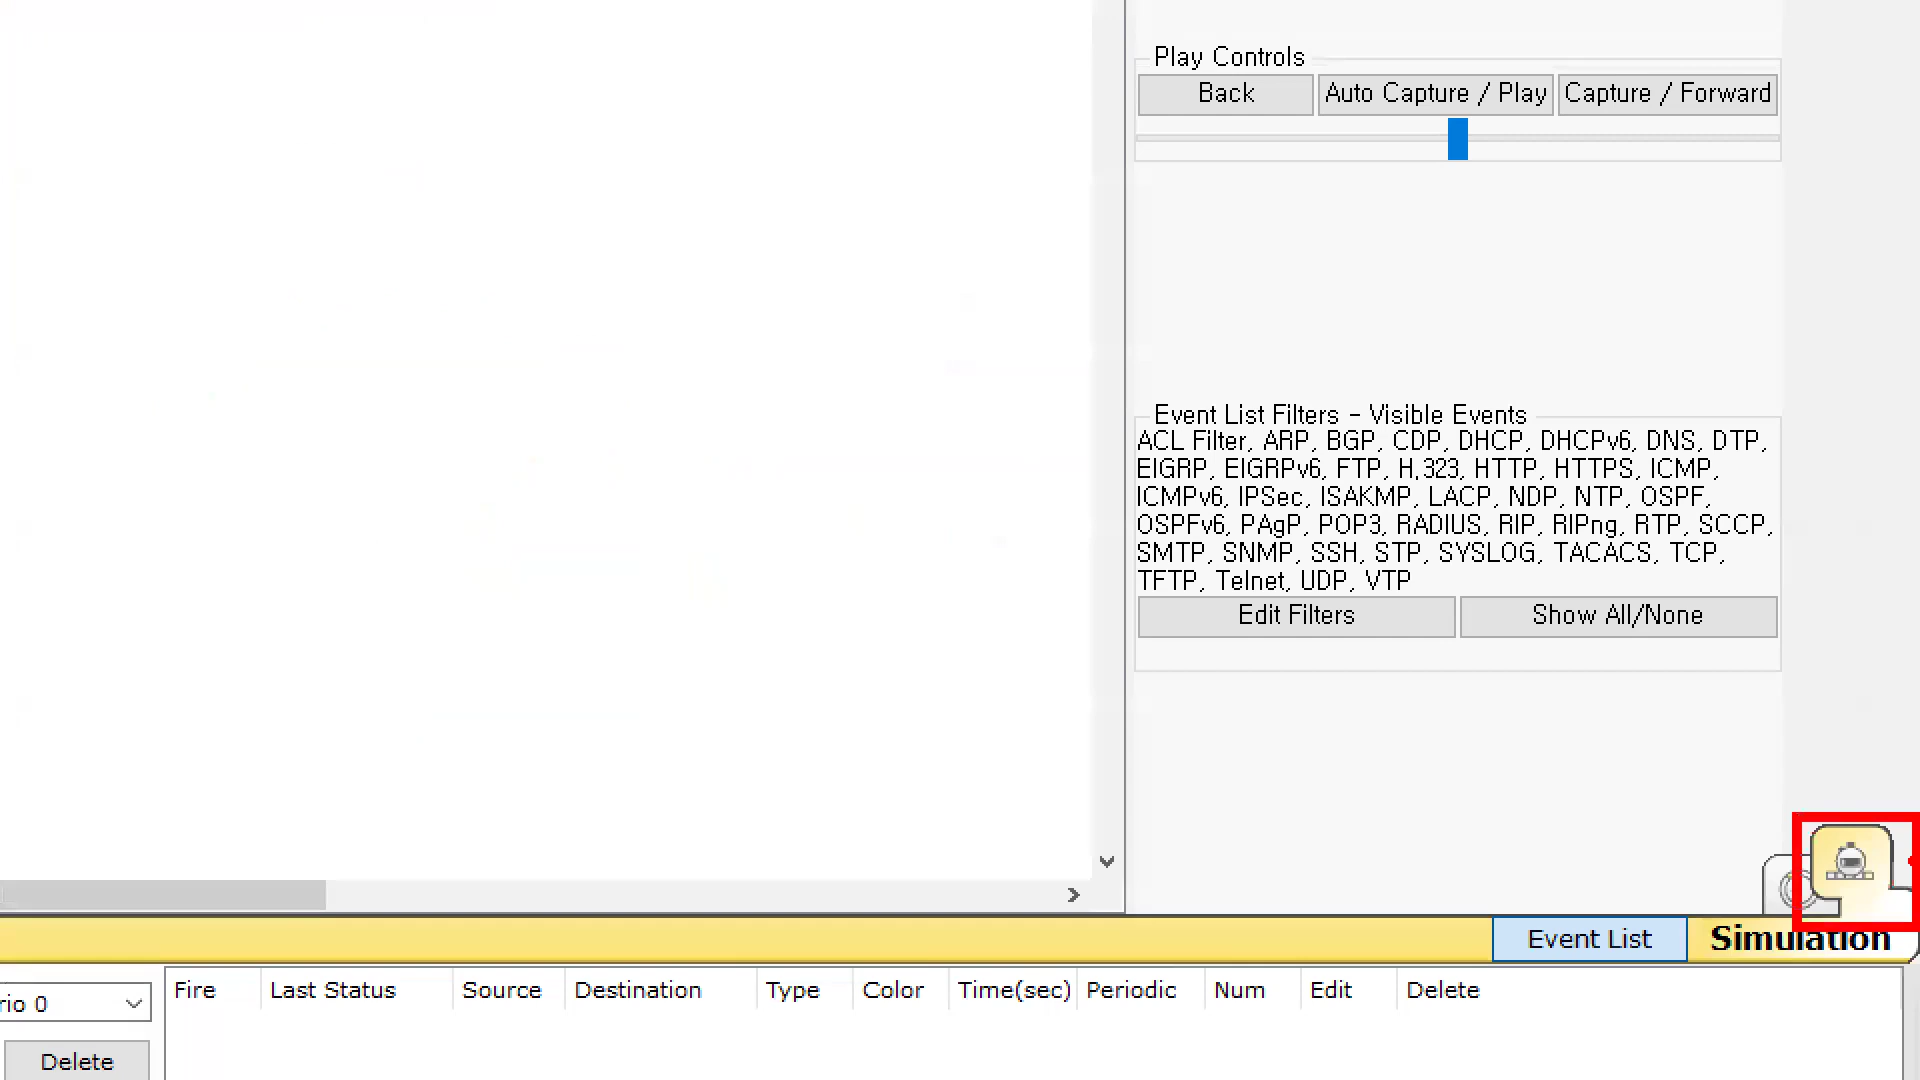 Play Controls
Back
Auto Capture / Play
Capture / Forward
Event List Filters - Visible Events
ACL Filter, ARP, BGP, CDP, DHCP, DHCPv6, DNS, DTP,
EIGRP, EIGRPv6, FTP, H.323, HTTP, HTTPS, ICMP,
ICMPv6, IPSec, ISAKMP, LACP, NDP, NTP, OSPF,
OSPFv6, PAgP, POP3, RADIUS, RIP, RIPng, RTP, SCCP,
SMTP, SNMP, SSH, STP, SYSLOG, TACACS, TCP,
TFTP, Telnet, UDP, VTP
Edit Filters
Show All/None
Event List
Simulation
rio 0
Fire
Last Status
Source
Destination
Type
Color
Time(sec)
Periodic
Num
Edit
Delete
Delete